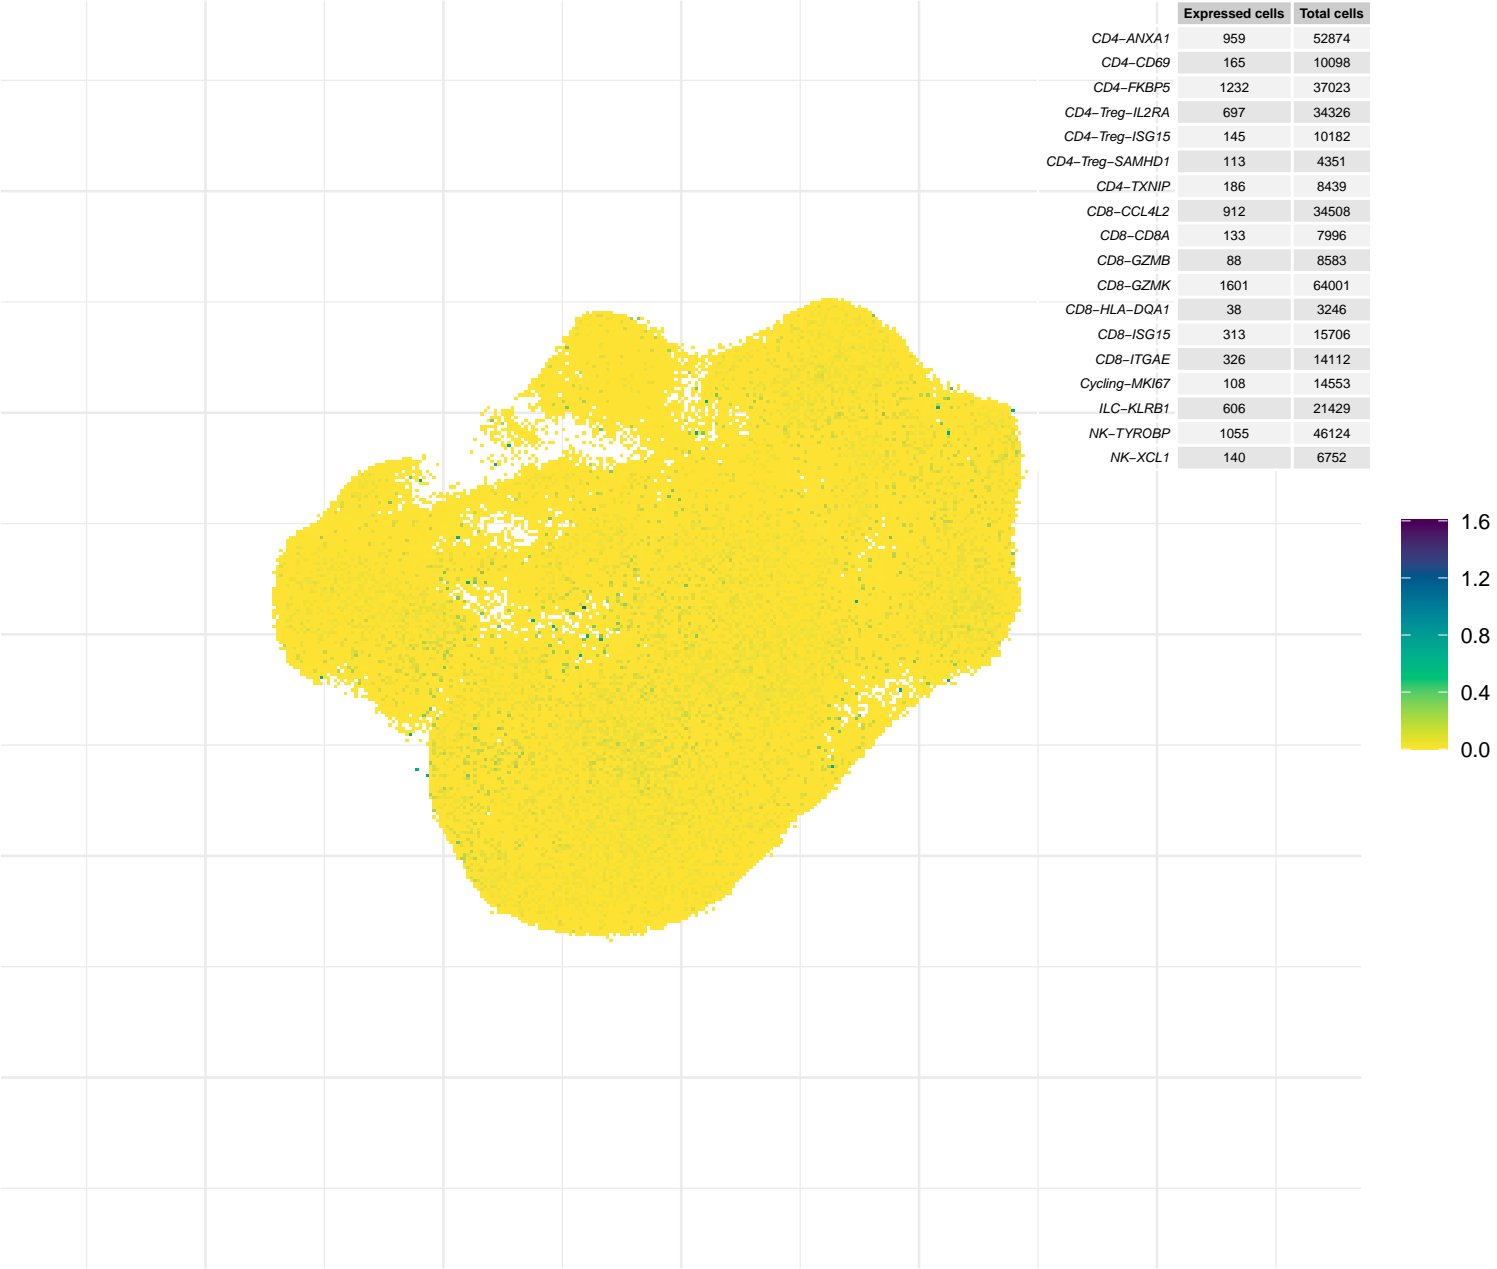 Expressed cells Total cells
CD4−ANXA1 959 52874
CD4−CD69 165 10098
CD4−FKBP5 1232 37023
CD4−Treg−IL2RA 697 34326
CD4−Treg−ISG15 145 10182
CD4−Treg−SAMHD1 113 4351
CD4−TXNIP 186 8439
CD8−CCL4L2 912 34508
CD8−CD8A 133 7996
CD8−GZMB 88 8583
CD8−GZMK 1601 64001
CD8−HLA−DQA1 38 3246
CD8−ISG15 313 15706
CD8−ITGAE 326 14112
Cycling−MKI67 108 14553
ILC−KLRB1 606 21429
NK−TYROBP 1055 46124
NK−XCL1 140 6752
1.6
1.2
0.8
0.4
0.0